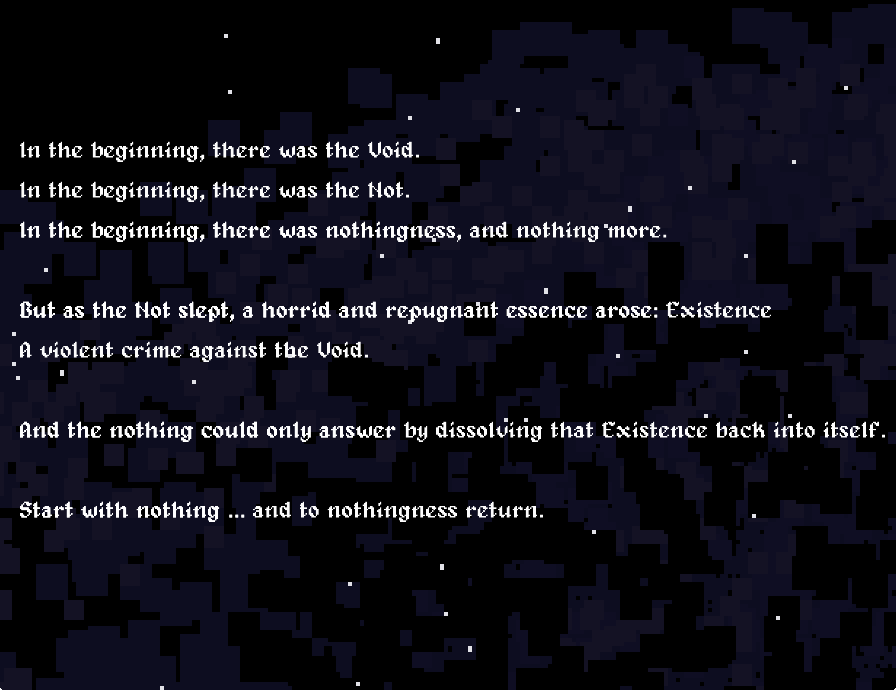 In the beginning, there was the Void.
In the beginning, there was the Not.
In the beginning, there was nothingness, and nothing more.
But as the Not slept, a horrid and repugnant essence arose: Existence
A violent crime against the Void.
And the nothing could only answer by dissolving that Existence back into itself.
Start with nothing ... and to nothingness return.